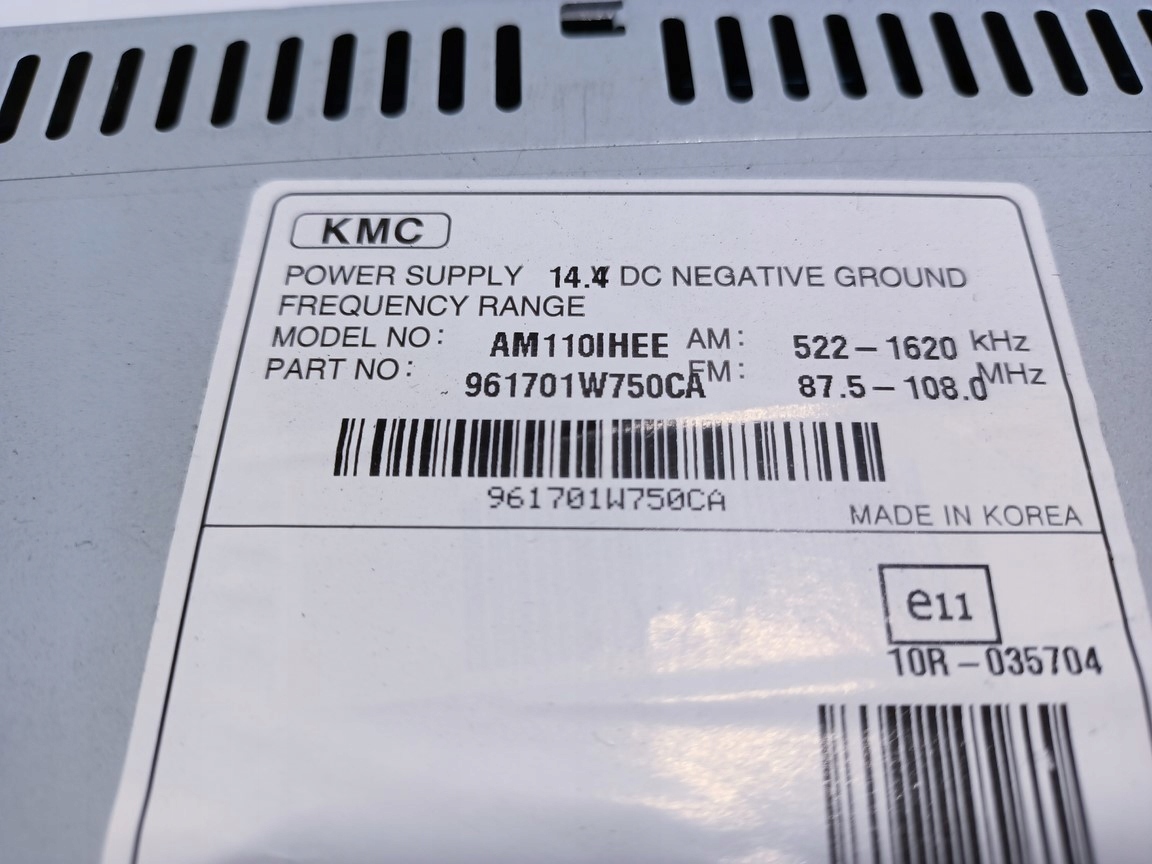 KMC
POWER SUPPLY 14.4 DC NEGATIVE GROUND
FREQUENCY RANGE
MODEL NO: AM110IHEE AM: 522-1620 kHz
PART NO: 961701W750CA FM: 87.5-108.0 MHz
961701W750CA
MADE IN KOREA
e11
10R-035704